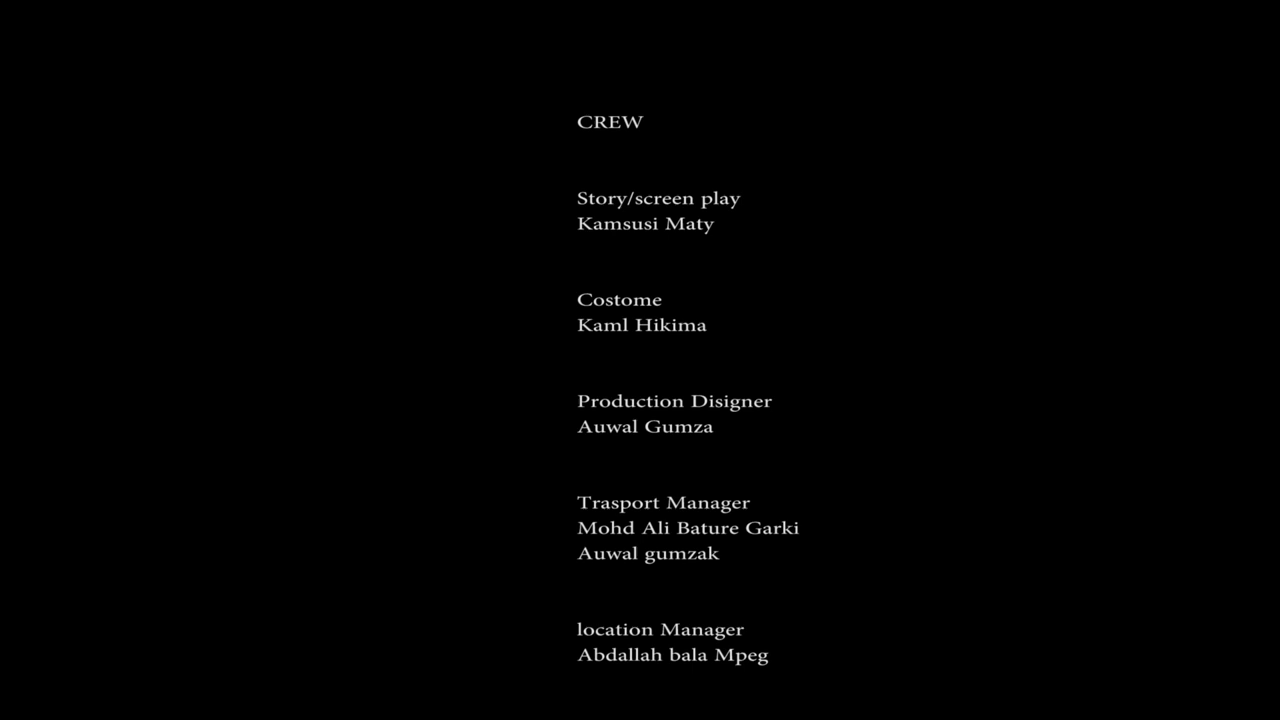 CREW
Story/screen play
Kamsusi Maty
Costome
Kaml Hikima
Production Disigner
Auwal Gumza
Trasport Manager
Mohd Ali Bature Garki
Auwal gumzak
location Manager
Abdallah bala Mpeg